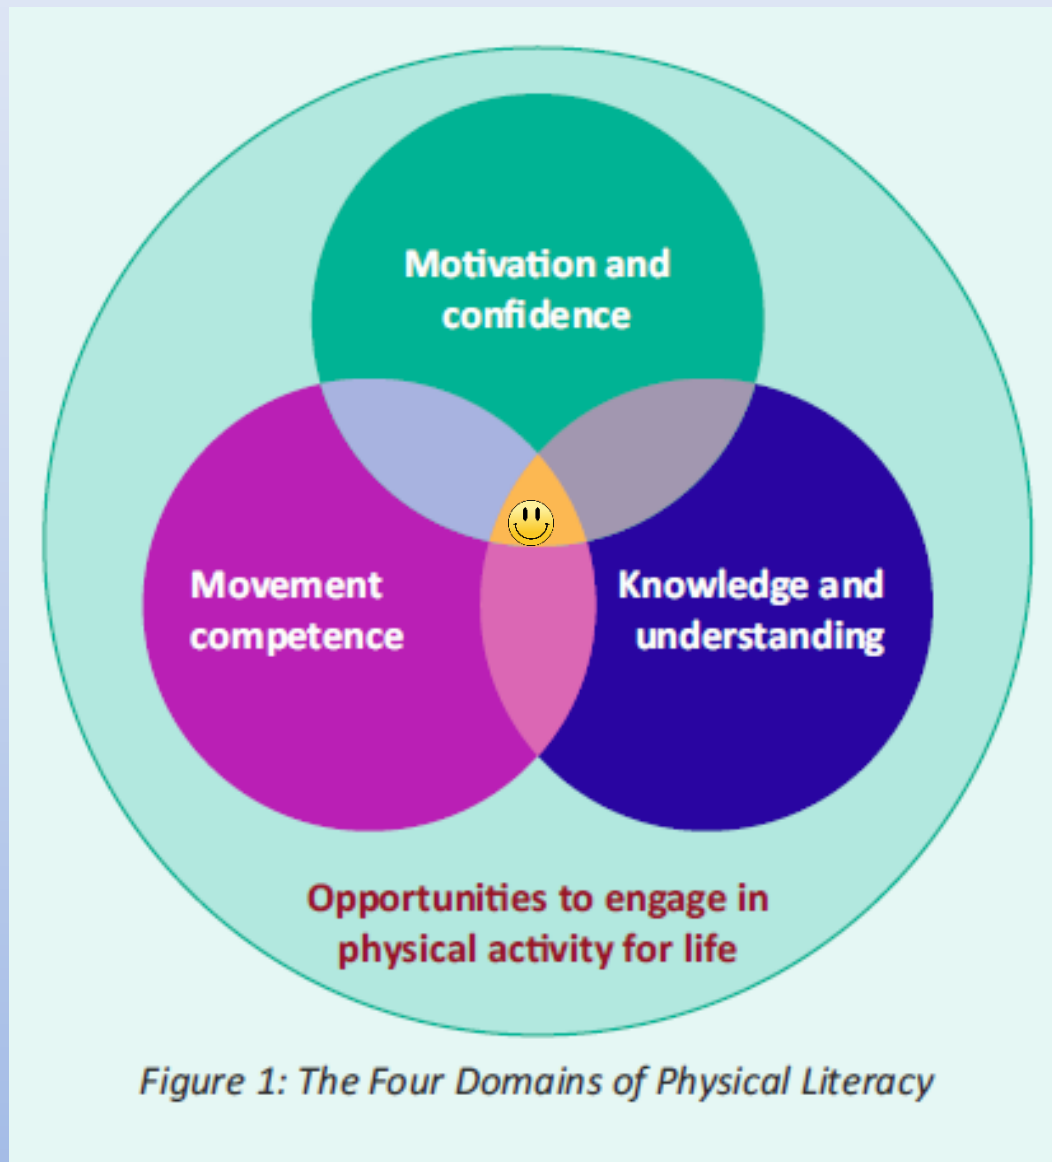 Motivation and
confidence
Movement
competence
Knowledge and
understanding
Opportunities to engage in
physical activity for life
Figure 1: The Four Domains of Physical Literacy